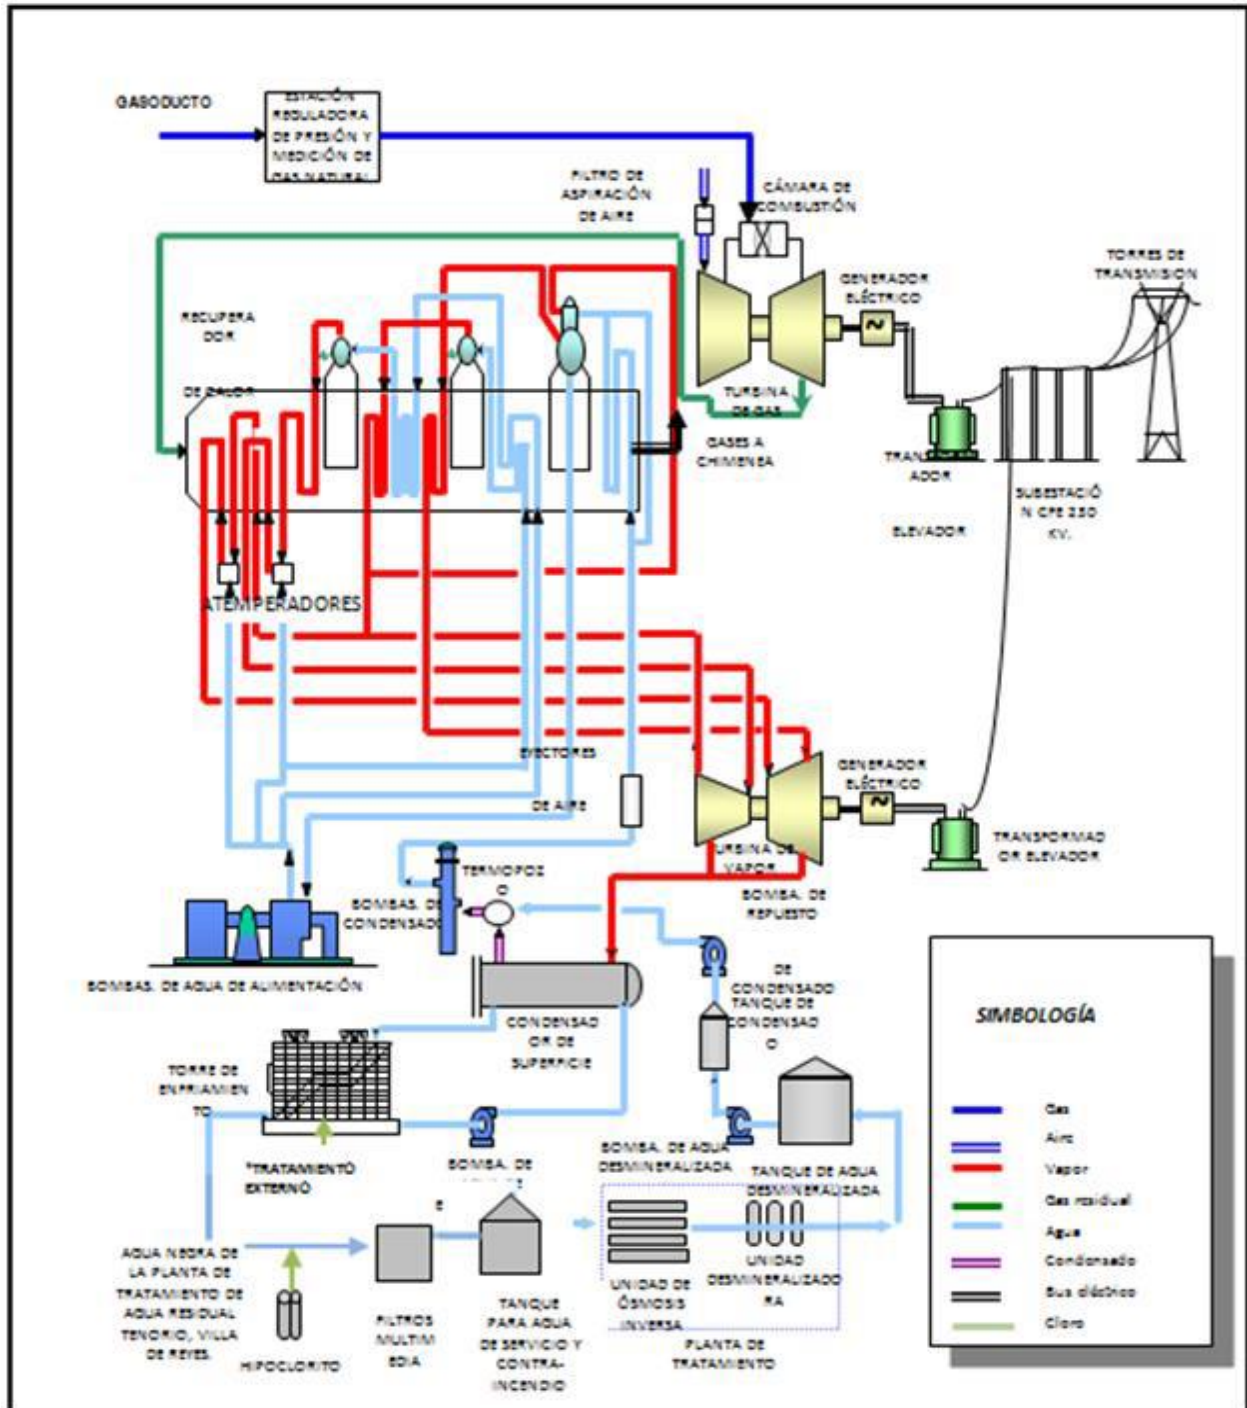 GASODUCTO
ESTACIÓN
REGULADORA
DE PRESIÓN Y
MEDICIÓN DE
GAS NATURAL
FILTRO DE
ASPIRACIÓN
DE AIRE
CÁMARA DE
COMBUSTIÓN
GENERADOR
ELÉCTRICO
TORRES DE
TRANSMISION
RECUPERA
DOR
DE CALOR
TURBINA
DE GAS
GASES A
CHIMENEA
ADOR
ELEVADOR
SUBESTACIÓ
N CFE 230
KV.
ATEMPERADORES
EYECTORES
DE AIRE
GENERADOR
ELÉCTRICO
TRANSFORMAD
OR ELEVADOR
VAPOR
TERMOPOZ
O
BOMBAS. DE
CONDENSADO
BOMBA. DE
REPUESTO
BOMBAS. DE AGUA DE ALIMENTACIÓN
DE
CONDENSADO
TANQUE DE
CONDENSAD
O
CONDENSAD
OR DE
SUPERFICIE
TORRE DE
ENFRIAMIEN
TO
*TRATAMIENTO
EXTERNO
BOMBA. DE
E
BOMBA. DE AGUA
DESMINERALIZADA
TANQUE DE AGUA
DESMINERALIZADA
AGUA NEGRA DE
LA PLANTA DE
TRATAMIENTO DE
AGUA RESIDUAL
TENORIO, VILLA
DE REYES.
HIPOCLORITO
FILTROS
MULTIM
EDIA
TANQUE
PARA AGUA
DE SERVICIO Y
CONTRA-
INCENDIO
UNIDAD DE
ÓSMOSIS
INVERSA
UNIDAD
DESMINERALIZADO
RA
PLANTA DE
TRATAMIENTO
SIMBOLOGÍA
Gas
Aire
Vapor
Gas residual
Agua
Condensado
Bus eléctrico
Cloro